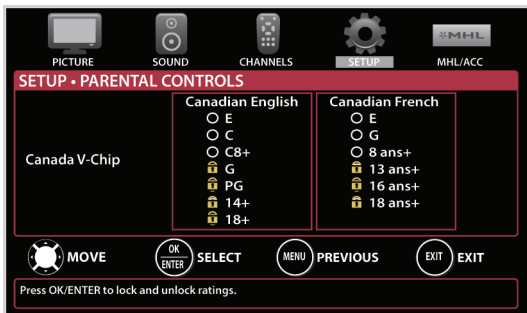 MHL
PICTURE SOUND CHANNELS SETUP MHL/ACC
SETUP • PARENTAL CONTROLS
Canada V-Chip
Canadian English
E
C
C8+
G
PG
14+
18+
Canadian French
E
G
8 ans+
13 ans+
16 ans+
18 ans+
MOVE OK ENTER SELECT MENU PREVIOUS EXIT EXIT
Press OK/ENTER to lock and unlock ratings.